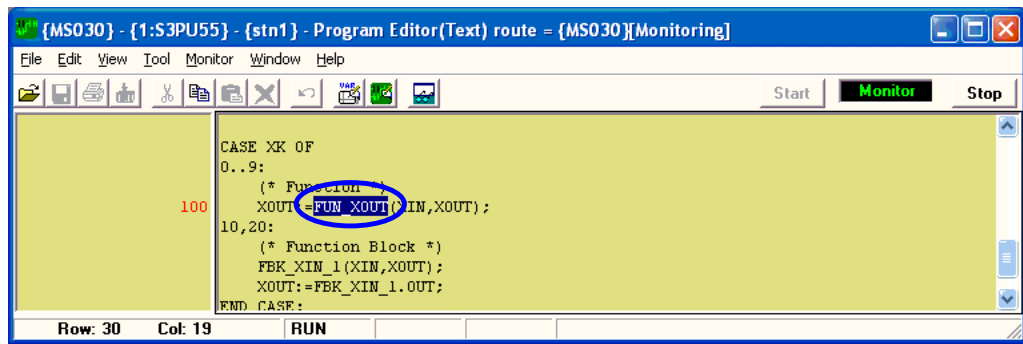 {MS030} - {1:S3PU55} - {stn1} - Program Editor(Text) route = {MS030}[Monitoring]
File Edit View Tool Monitor Window Help
VAR Start Monitor Stop
CASE XK OF
0..9:
(* Function *)
100 XOUT:=FUN_XOUT(XIN,XOUT);
10,20:
(* Function Block *)
FBK_XIN_1(XIN,XOUT);
XOUT:=FBK_XIN_1.OUT;
END_CASE;
Row: 30 Col: 19 RUN